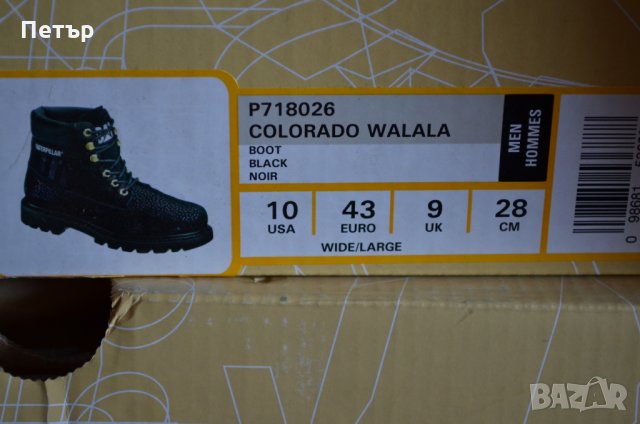 Петър
P718026
COLORADO WALALA
BOOT
BLACK
NOIR
MEN
HOMMES
10 43 9 28
USA EURO UK CM
WIDE/LARGE
CATERPILLAR
BAZAR